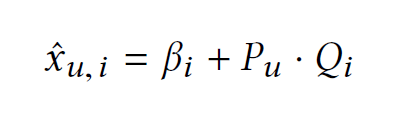 x̂_{u,i} = β_i + P_u · Q_i